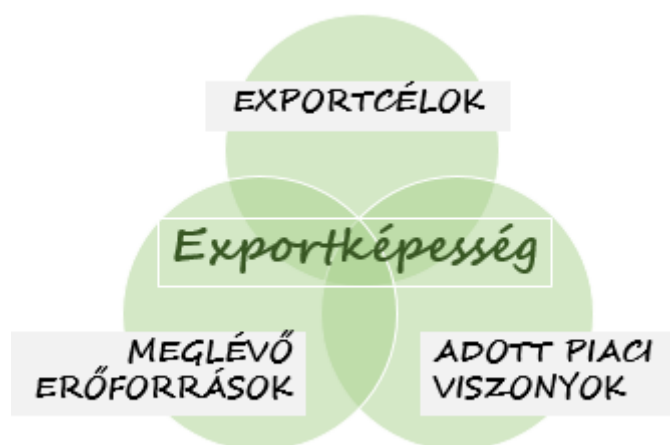 EXPORTCÉLOK
Exportképesség
MEGLÉVŐ
ERŐFORRÁSOK
ADOTT PIACI
VISZONYOK